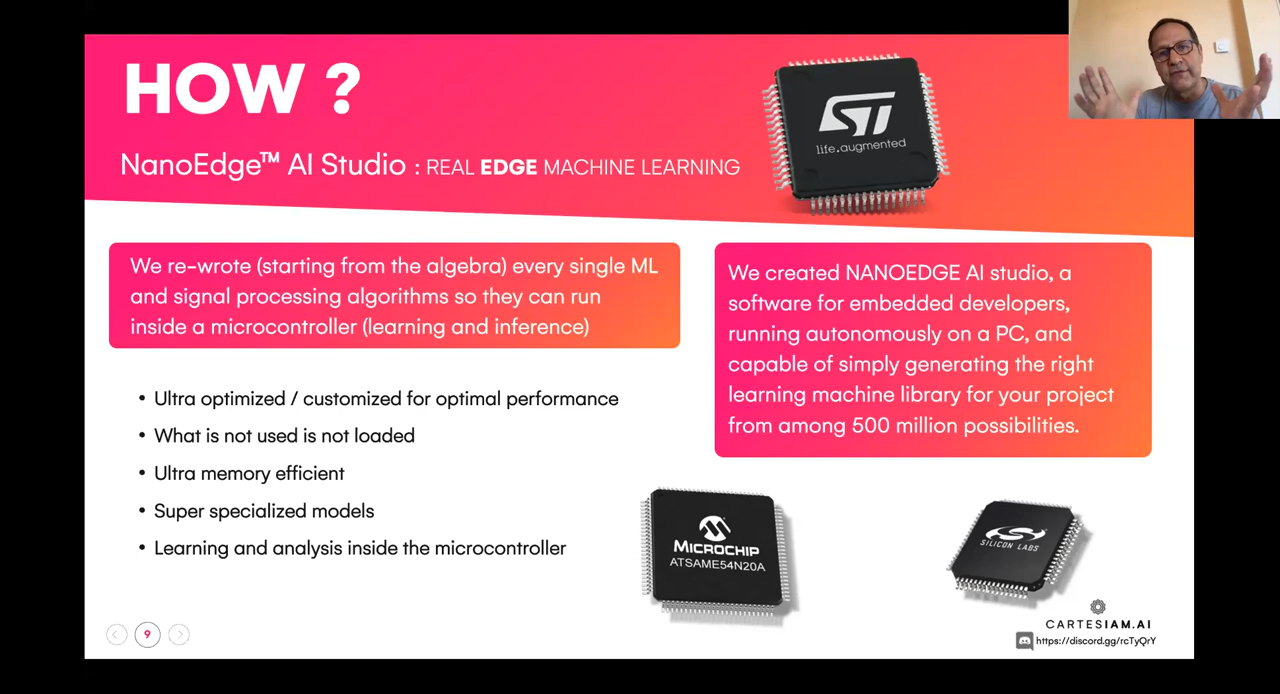 HOW ?
NanoEdge™ AI Studio : REAL EDGE MACHINE LEARNING
ST
life.augmented
We re-wrote (starting from the algebra) every single ML
and signal processing algorithms so they can run
inside a microcontroller (learning and inference)
• Ultra optimized / customized for optimal performance
• What is not used is not loaded
• Ultra memory efficient
• Super specialized models
• Learning and analysis inside the microcontroller
We created NANOEDGE AI studio, a
software for embedded developers,
running autonomously on a PC, and
capable of simply generating the right
learning machine library for your project
from among 500 million possibilities.
MICROCHIP
ATSAME54N20A
SILICON LABS
CARTESIAM.AI
https://discord.gg/rcTyQrY
9